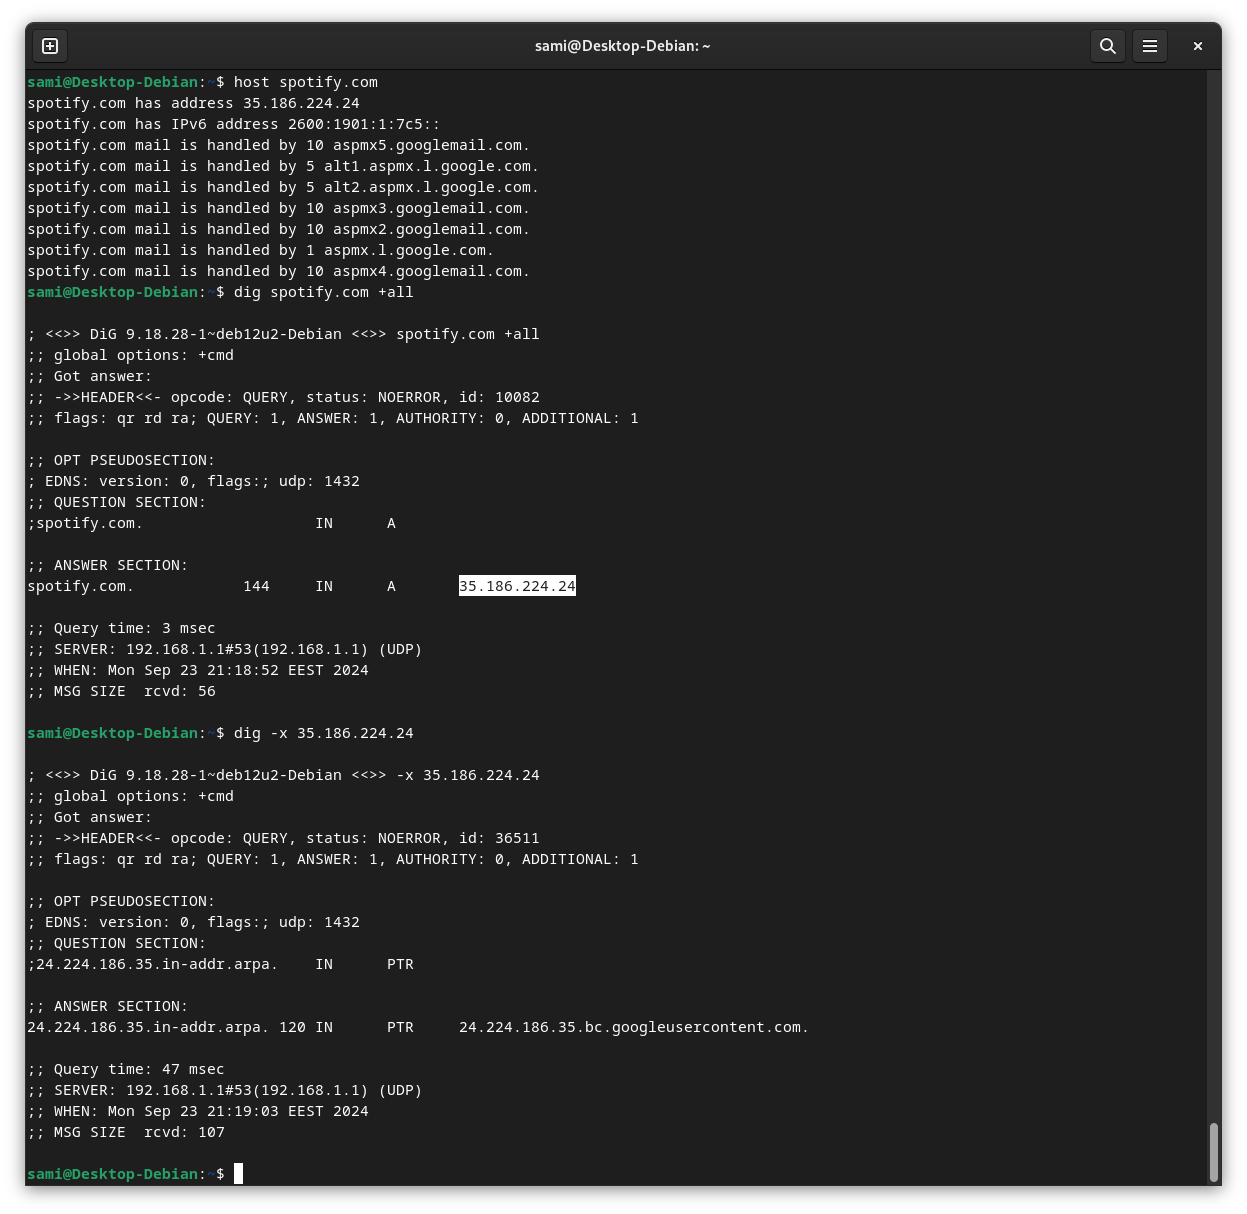 sami@Desktop-Debian: ~
sami@Desktop-Debian:~$ host spotify.com
spotify.com has address 35.186.224.24
spotify.com has IPv6 address 2600:1901:1:7c5::
spotify.com mail is handled by 10 aspmx5.googlemail.com.
spotify.com mail is handled by 5 alt1.aspmx.l.google.com.
spotify.com mail is handled by 5 alt2.aspmx.l.google.com.
spotify.com mail is handled by 10 aspmx3.googlemail.com.
spotify.com mail is handled by 10 aspmx2.googlemail.com.
spotify.com mail is handled by 1 aspmx.l.google.com.
spotify.com mail is handled by 10 aspmx4.googlemail.com.
sami@Desktop-Debian:~$ dig spotify.com +all

; <<>> DiG 9.18.28-1~deb12u2-Debian <<>> spotify.com +all
;; global options: +cmd
;; Got answer:
;; ->>HEADER<<- opcode: QUERY, status: NOERROR, id: 10082
;; flags: qr rd ra; QUERY: 1, ANSWER: 1, AUTHORITY: 0, ADDITIONAL: 1

;; OPT PSEUDOSECTION:
; EDNS: version: 0, flags:; udp: 1432
;; QUESTION SECTION:
;spotify.com.                   IN      A

;; ANSWER SECTION:
spotify.com.            144     IN      A       35.186.224.24

;; Query time: 3 msec
;; SERVER: 192.168.1.1#53(192.168.1.1) (UDP)
;; WHEN: Mon Sep 23 21:18:52 EEST 2024
;; MSG SIZE  rcvd: 56

sami@Desktop-Debian:~$ dig -x 35.186.224.24

; <<>> DiG 9.18.28-1~deb12u2-Debian <<>> -x 35.186.224.24
;; global options: +cmd
;; Got answer:
;; ->>HEADER<<- opcode: QUERY, status: NOERROR, id: 36511
;; flags: qr rd ra; QUERY: 1, ANSWER: 1, AUTHORITY: 0, ADDITIONAL: 1

;; OPT PSEUDOSECTION:
; EDNS: version: 0, flags:; udp: 1432
;; QUESTION SECTION:
;24.224.186.35.in-addr.arpa.    IN      PTR

;; ANSWER SECTION:
24.224.186.35.in-addr.arpa. 120 IN      PTR     24.224.186.35.bc.googleusercontent.com.

;; Query time: 47 msec
;; SERVER: 192.168.1.1#53(192.168.1.1) (UDP)
;; WHEN: Mon Sep 23 21:19:03 EEST 2024
;; MSG SIZE  rcvd: 107

sami@Desktop-Debian:~$